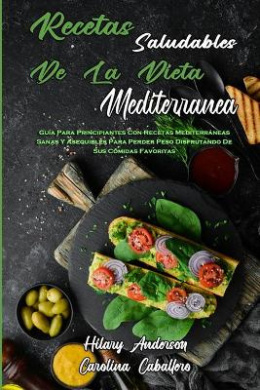 Recetas
Saludables
De La Dieta
Mediterranea
Guía Para Principiantes Con Recetas Mediterráneas
Sanas Y Asequibles Para Perder Peso Disfrutando De
Sus Comidas Favoritas
Hilary Anderson
Carolina Caballero